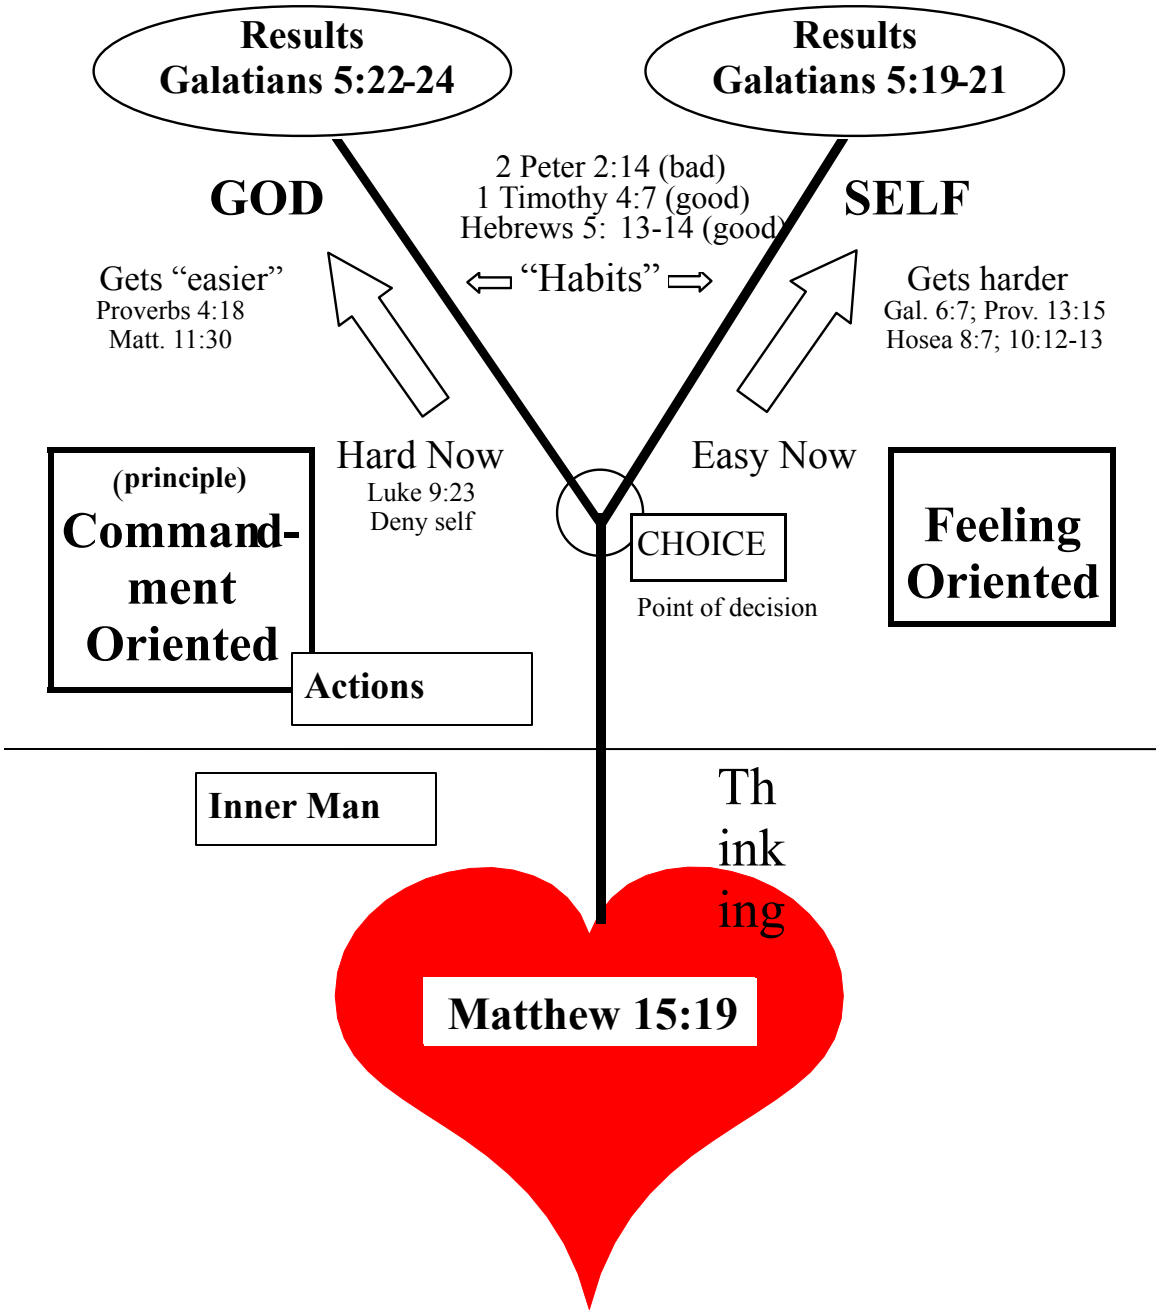 Results
Galatians 5:22-24
Results
Galatians 5:19-21
2 Peter 2:14 (bad)
1 Timothy 4:7 (good)
Hebrews 5: 13-14 (good)
GOD
SELF
Gets “easier”
Proverbs 4:18
Matt. 11:30
“Habits”
Gets harder
Gal. 6:7; Prov. 13:15
Hosea 8:7; 10:12-13
Hard Now
Luke 9:23
Deny self
Easy Now
(principle)
Command-
ment
Oriented
Feeling
Oriented
CHOICE
Point of decision
Actions
Inner Man
Th
ink
ing
Matthew 15:19